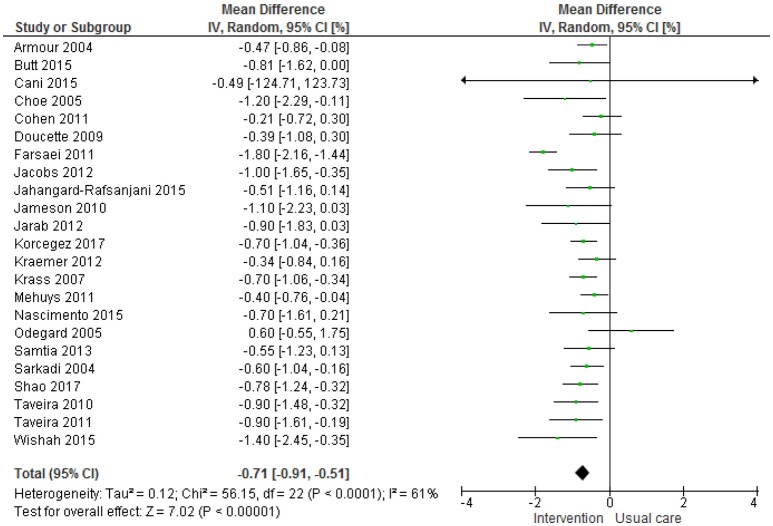 Mean Difference Mean Difference
Study or Subgroup IV, Random, 95% CI [%] IV, Random, 95% CI [%]
Armour 2004 -0.47 [-0.86, -0.08]
Butt 2015 -0.81 [-1.62, 0.00]
Cani 2015 -0.49 [-124.71, 123.73]
Choe 2005 -1.20 [-2.29, -0.11]
Cohen 2011 -0.21 [-0.72, 0.30]
Doucette 2009 -0.39 [-1.08, 0.30]
Farsaei 2011 -1.80 [-2.16, -1.44]
Jacobs 2012 -1.00 [-1.65, -0.35]
Jahangard-Rafsanjani 2015 -0.51 [-1.16, 0.14]
Jameson 2010 -1.10 [-2.23, 0.03]
Jarab 2012 -0.90 [-1.83, 0.03]
Korcegez 2017 -0.70 [-1.04, -0.36]
Kraemer 2012 -0.34 [-0.84, 0.16]
Krass 2007 -0.70 [-1.06, -0.34]
Mehuys 2011 -0.40 [-0.76, -0.04]
Nascimento 2015 -0.70 [-1.61, 0.21]
Odegard 2005 0.60 [-0.55, 1.75]
Samtia 2013 -0.55 [-1.23, 0.13]
Sarkadi 2004 -0.60 [-1.04, -0.16]
Shao 2017 -0.78 [-1.24, -0.32]
Taveira 2010 -0.90 [-1.48, -0.32]
Taveira 2011 -0.90 [-1.61, -0.19]
Wishah 2015 -1.40 [-2.45, -0.35]
Total (95% CI) -0.71 [-0.91, -0.51]
Heterogeneity: Tau² = 0.12; Chi² = 56.15, df = 22 (P < 0.0001); I² = 61%
Test for overall effect: Z = 7.02 (P < 0.00001)
-4 -2 0 2 4
Intervention Usual care